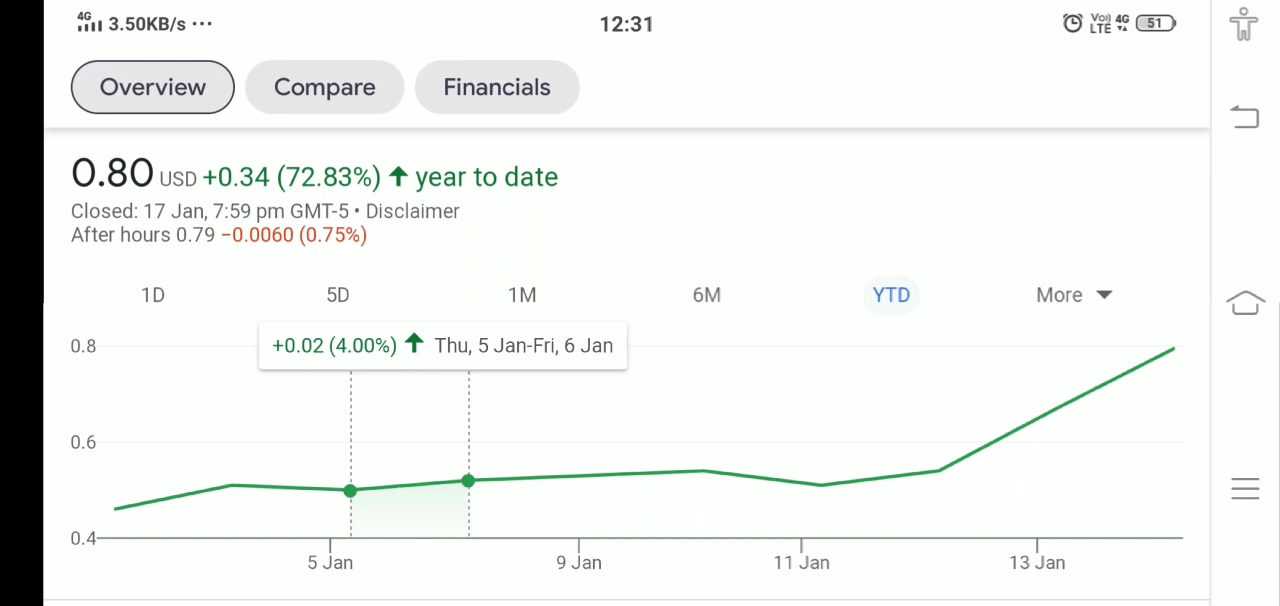 4G 3.50KB/s ··· 12:31 Vo) LTE 4G 51
Overview Compare Financials
0.80 USD +0.34 (72.83%) ↑ year to date
Closed: 17 Jan, 7:59 pm GMT-5 • Disclaimer
After hours 0.79 −0.0060 (0.75%)
1D 5D 1M 6M YTD More
+0.02 (4.00%) ↑ Thu, 5 Jan-Fri, 6 Jan
0.8
0.6
0.4
5 Jan 9 Jan 11 Jan 13 Jan